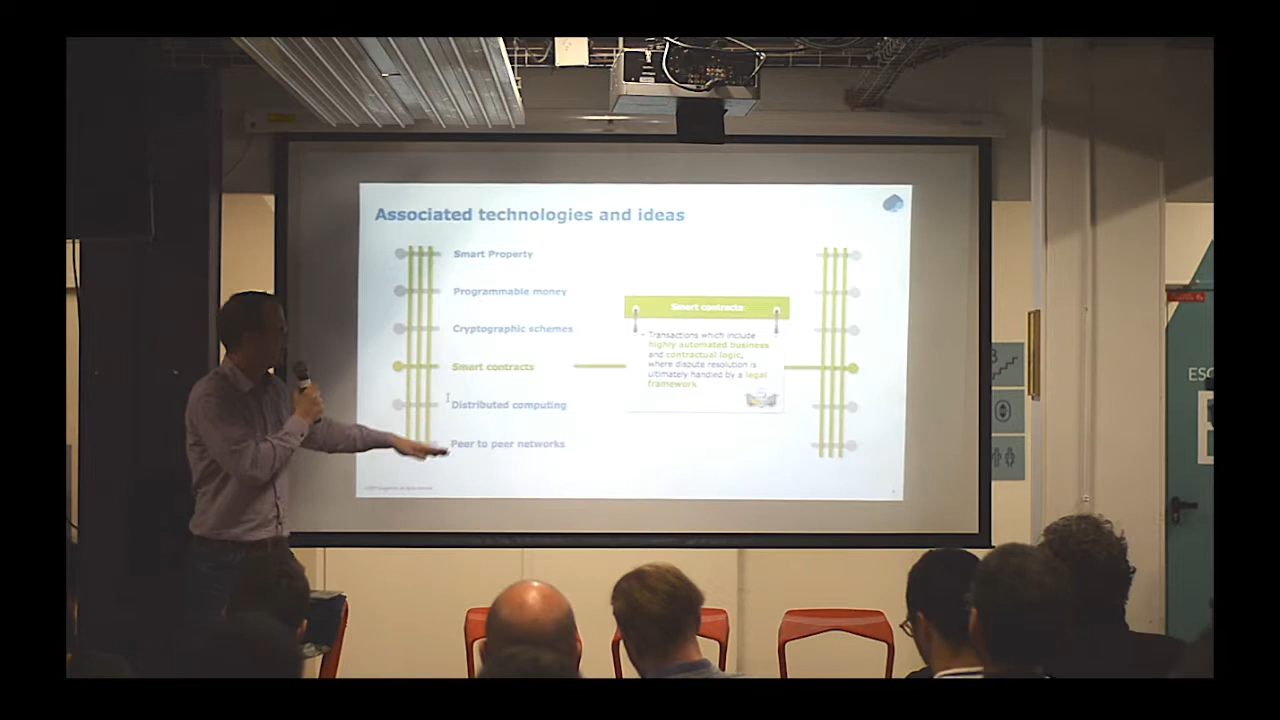 Associated technologies and ideas
Smart Property
Programmable money
Cryptographic schemes
Smart contracts
Distributed computing
Peer to peer networks
Smart contracts
• Transactions which include
highly automated business
and contractual logic,
where dispute resolution is
ultimately handled by a legal
framework
ESC